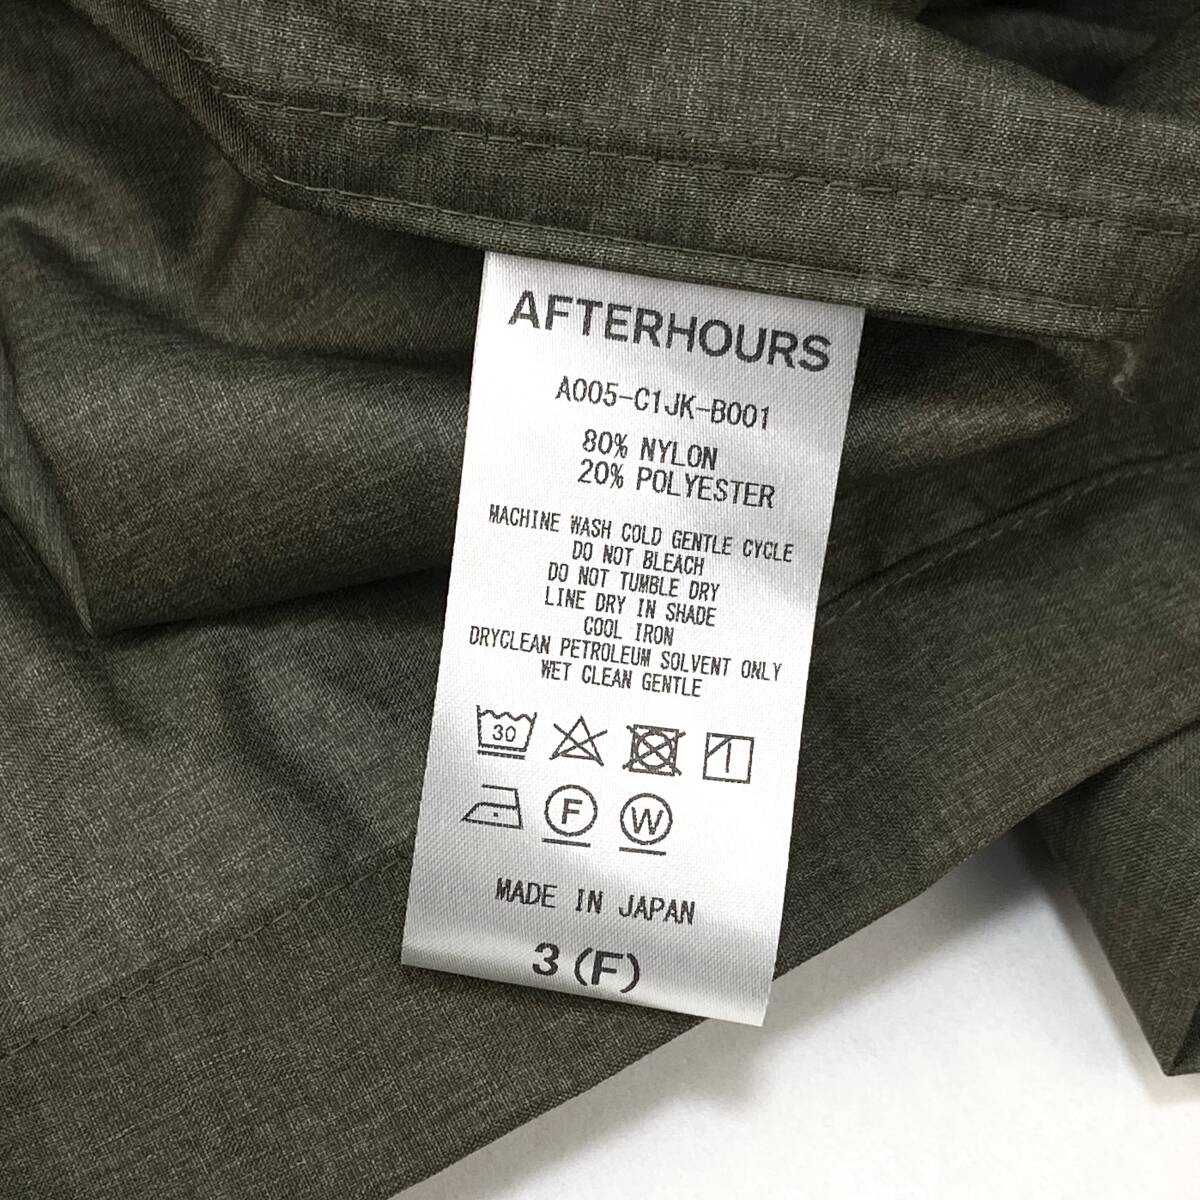 AFTERHOURS
A005-C1JK-B001
80% NYLON
20% POLYESTER
MACHINE WASH COLD GENTLE CYCLE
DO NOT BLEACH
DO NOT TUMBLE DRY
LINE DRY IN SHADE
COOL IRON
DRYCLEAN PETROLEUM SOLVENT ONLY
WET CLEAN GENTLE
30
F W
MADE IN JAPAN
3 (F)